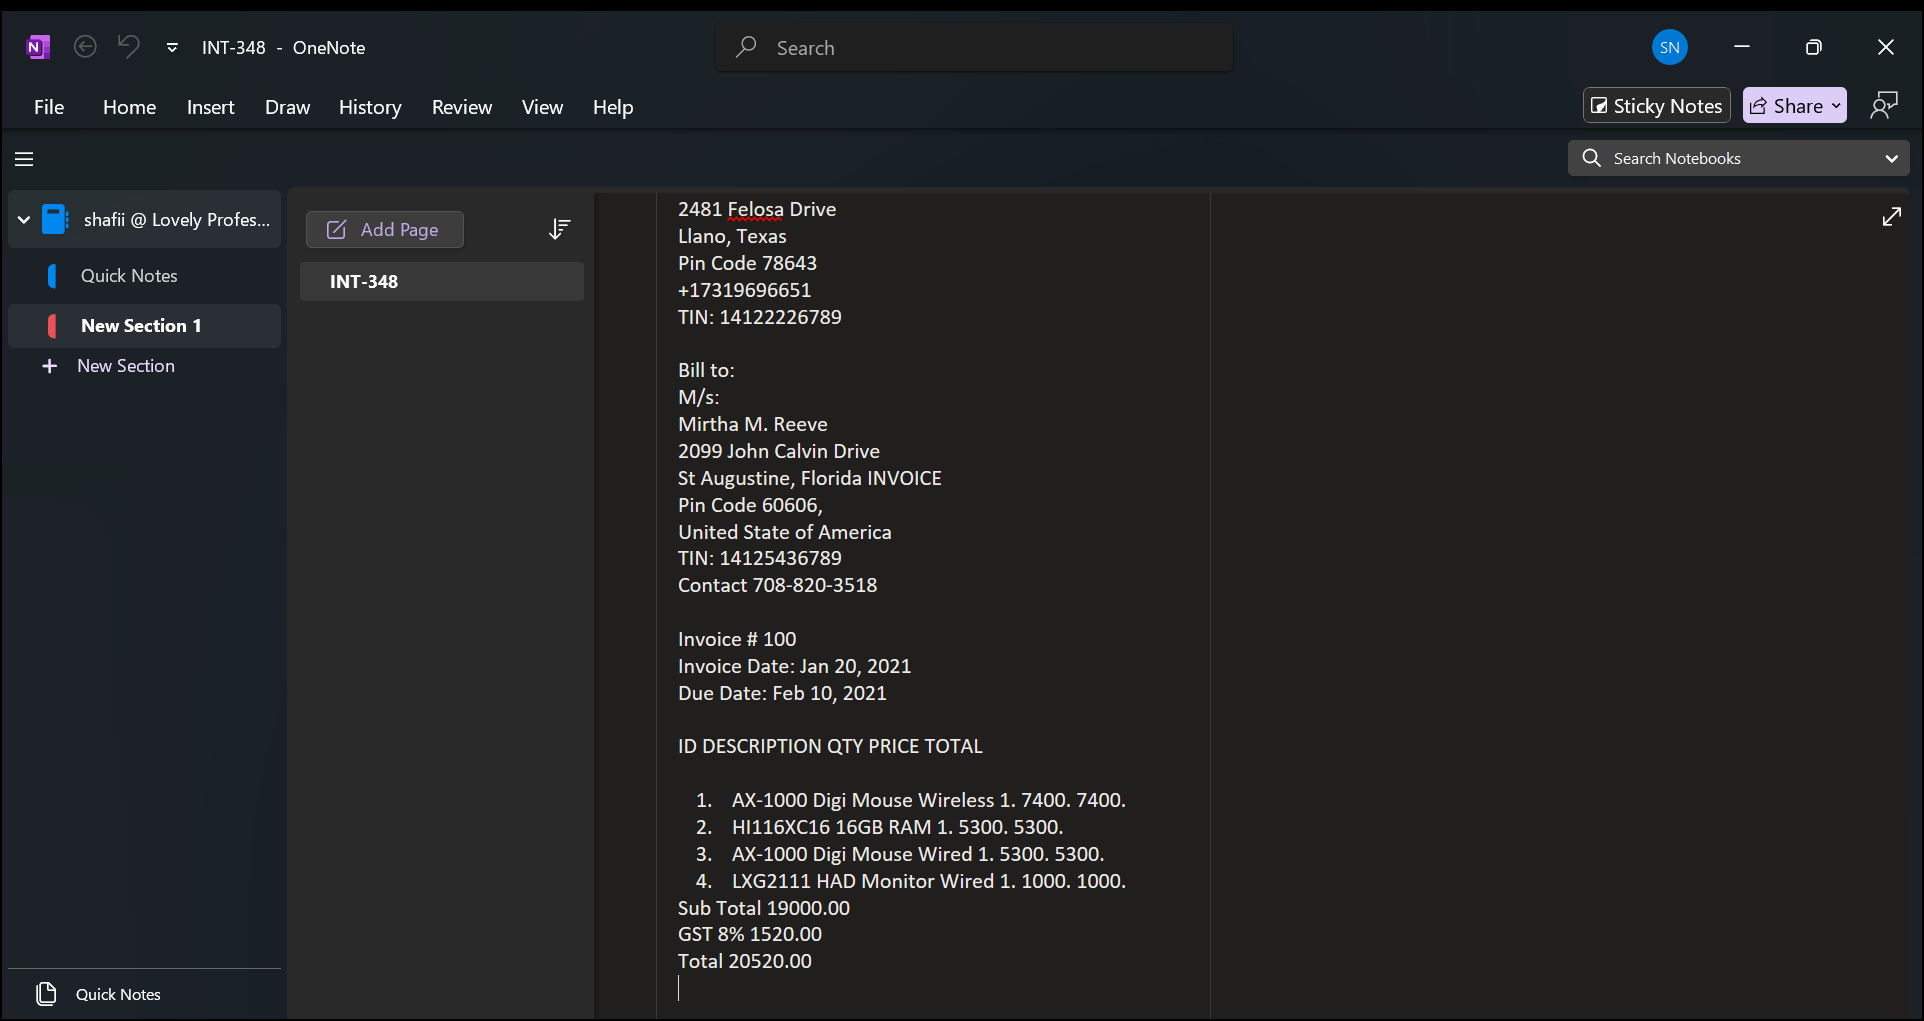 INT-348 - OneNote
Search
SN
File Home Insert Draw History Review View Help
Sticky Notes
Share
Search Notebooks
shafii @ Lovely Profes...
Quick Notes
New Section 1
New Section
Quick Notes
Add Page
INT-348
2481 Felosa Drive
Llano, Texas
Pin Code 78643
+17319696651
TIN: 14122226789
Bill to:
M/s:
Mirtha M. Reeve
2099 John Calvin Drive
St Augustine, Florida INVOICE
Pin Code 60606,
United State of America
TIN: 14125436789
Contact 708-820-3518
Invoice # 100
Invoice Date: Jan 20, 2021
Due Date: Feb 10, 2021
ID DESCRIPTION QTY PRICE TOTAL
1. AX-1000 Digi Mouse Wireless 1. 7400. 7400.
2. HI116XC16 16GB RAM 1. 5300. 5300.
3. AX-1000 Digi Mouse Wired 1. 5300. 5300.
4. LXG2111 HAD Monitor Wired 1. 1000. 1000.
Sub Total 19000.00
GST 8% 1520.00
Total 20520.00